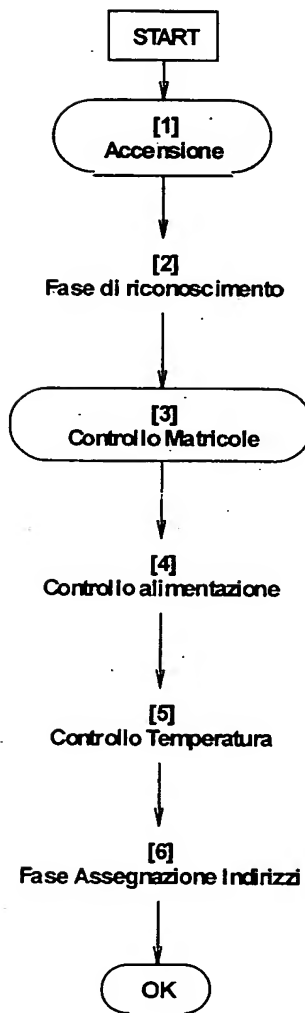 START
[1]
Accensione
[2]
Fase di riconoscimento
[3]
Controllo Matricole
[4]
Controllo alimentazione
[5]
Controllo Temperatura
[6]
Fase Assegnazione Indirizzi
OK